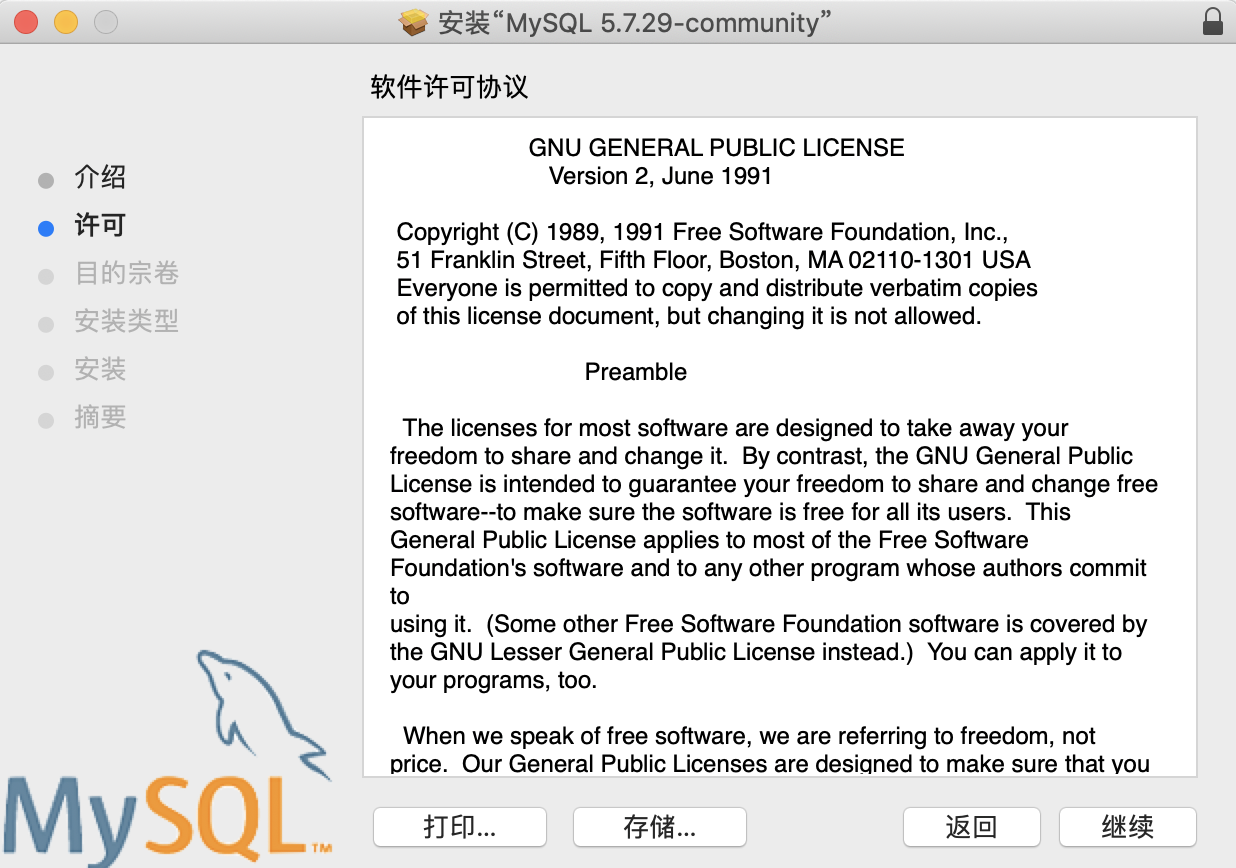 安装“MySQL 5.7.29-community”
软件许可协议
介绍
许可
目的宗卷
安装类型
安装
摘要
GNU GENERAL PUBLIC LICENSE
Version 2, June 1991
Copyright (C) 1989, 1991 Free Software Foundation, Inc.,
51 Franklin Street, Fifth Floor, Boston, MA 02110-1301 USA
Everyone is permitted to copy and distribute verbatim copies
of this license document, but changing it is not allowed.
Preamble
The licenses for most software are designed to take away your
freedom to share and change it.  By contrast, the GNU General Public
License is intended to guarantee your freedom to share and change free
software--to make sure the software is free for all its users.  This
General Public License applies to most of the Free Software
Foundation's software and to any other program whose authors commit
to
using it.  (Some other Free Software Foundation software is covered by
the GNU Lesser General Public License instead.)  You can apply it to
your programs, too.
When we speak of free software, we are referring to freedom, not
price.  Our General Public Licenses are designed to make sure that you
MySQL™
打印...
存储...
返回
继续